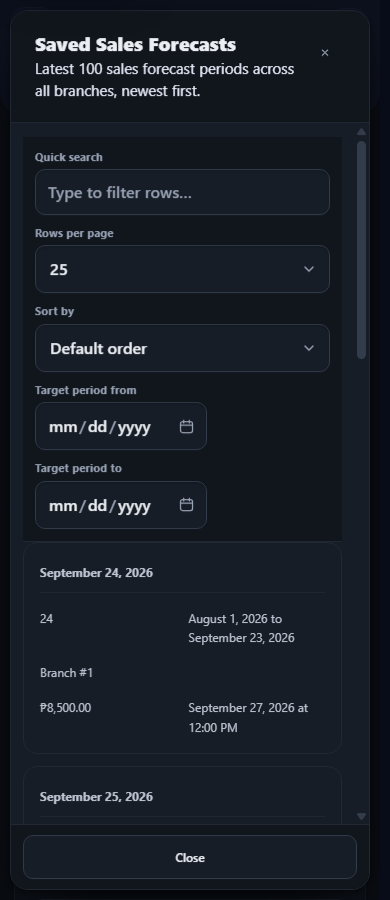 Saved Sales Forecasts
×
Latest 100 sales forecast periods across
all branches, newest first.
Quick search
Type to filter rows...
Rows per page
25
Sort by
Default order
Target period from
mm/dd/yyyy
Target period to
mm/dd/yyyy
September 24, 2026
24
August 1, 2026 to
September 23, 2026
Branch #1
₱8,500.00
September 27, 2026 at
12:00 PM
September 25, 2026
Close